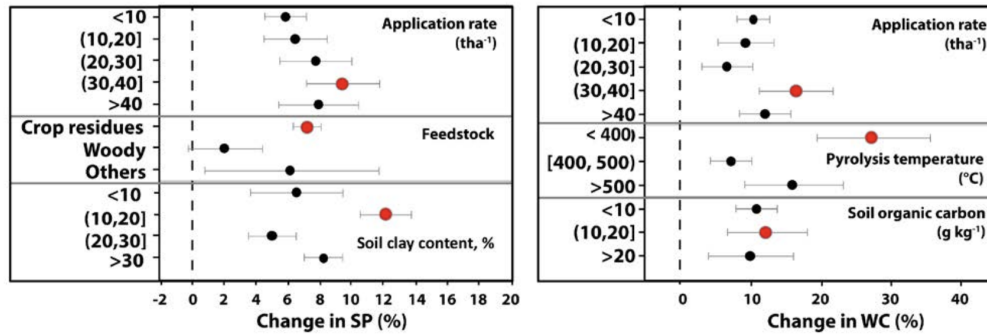 <10
Application rate
(10,20]
(tha⁻¹)
(20,30]
(30,40]
>40
Crop residues
Feedstock
Woody
Others
<10
(10,20]
(20,30]
Soil clay content, %
>30
-2 0 2 4 6 8 10 12 14 16 18 20
Change in SP (%)
<10
Application rate
(10,20]
(tha⁻¹)
(20,30]
(30,40]
>40
< 400)
[400, 500)
Pyrolysis temperature
>500
(°C)
<10
Soil organic carbon
(10,20]
(g kg⁻¹)
>20
0 10 20 30 40
Change in WC (%)